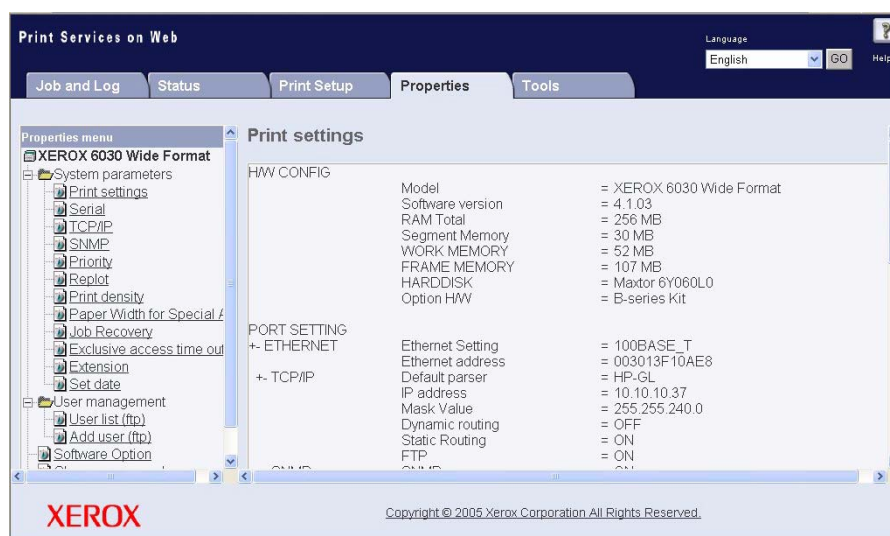 Print Services on Web
Language
English GO Help
Job and Log Status Print Setup Properties Tools
Properties menu
XEROX 6030 Wide Format
System parameters
Print settings
Serial
TCP/IP
SNMP
Priority
Replot
Print density
Paper Width for Special
Job Recovery
Exclusive access time out
Extension
Set date
User management
User list (ftp)
Add user (ftp)
Software Option
Print settings
H/W CONFIG
Model = XEROX 6030 Wide Format
Software version = 4.1.03
RAM Total = 256 MB
Segment Memory = 30 MB
WORK MEMORY = 52 MB
FRAME MEMORY = 107 MB
HARDDISK = Maxtor 6Y060L0
Option H/W = B-series Kit
PORT SETTING
+- ETHERNET Ethernet Setting = 100BASE_T
Ethernet address = 003013F10AE8
+- TCP/IP Default parser = HP-GL
IP address = 10.10.10.37
Mask Value = 255.255.240.0
Dynamic routing = OFF
Static Routing = ON
FTP = ON
XEROX
Copyright © 2005 Xerox Corporation All Rights Reserved.